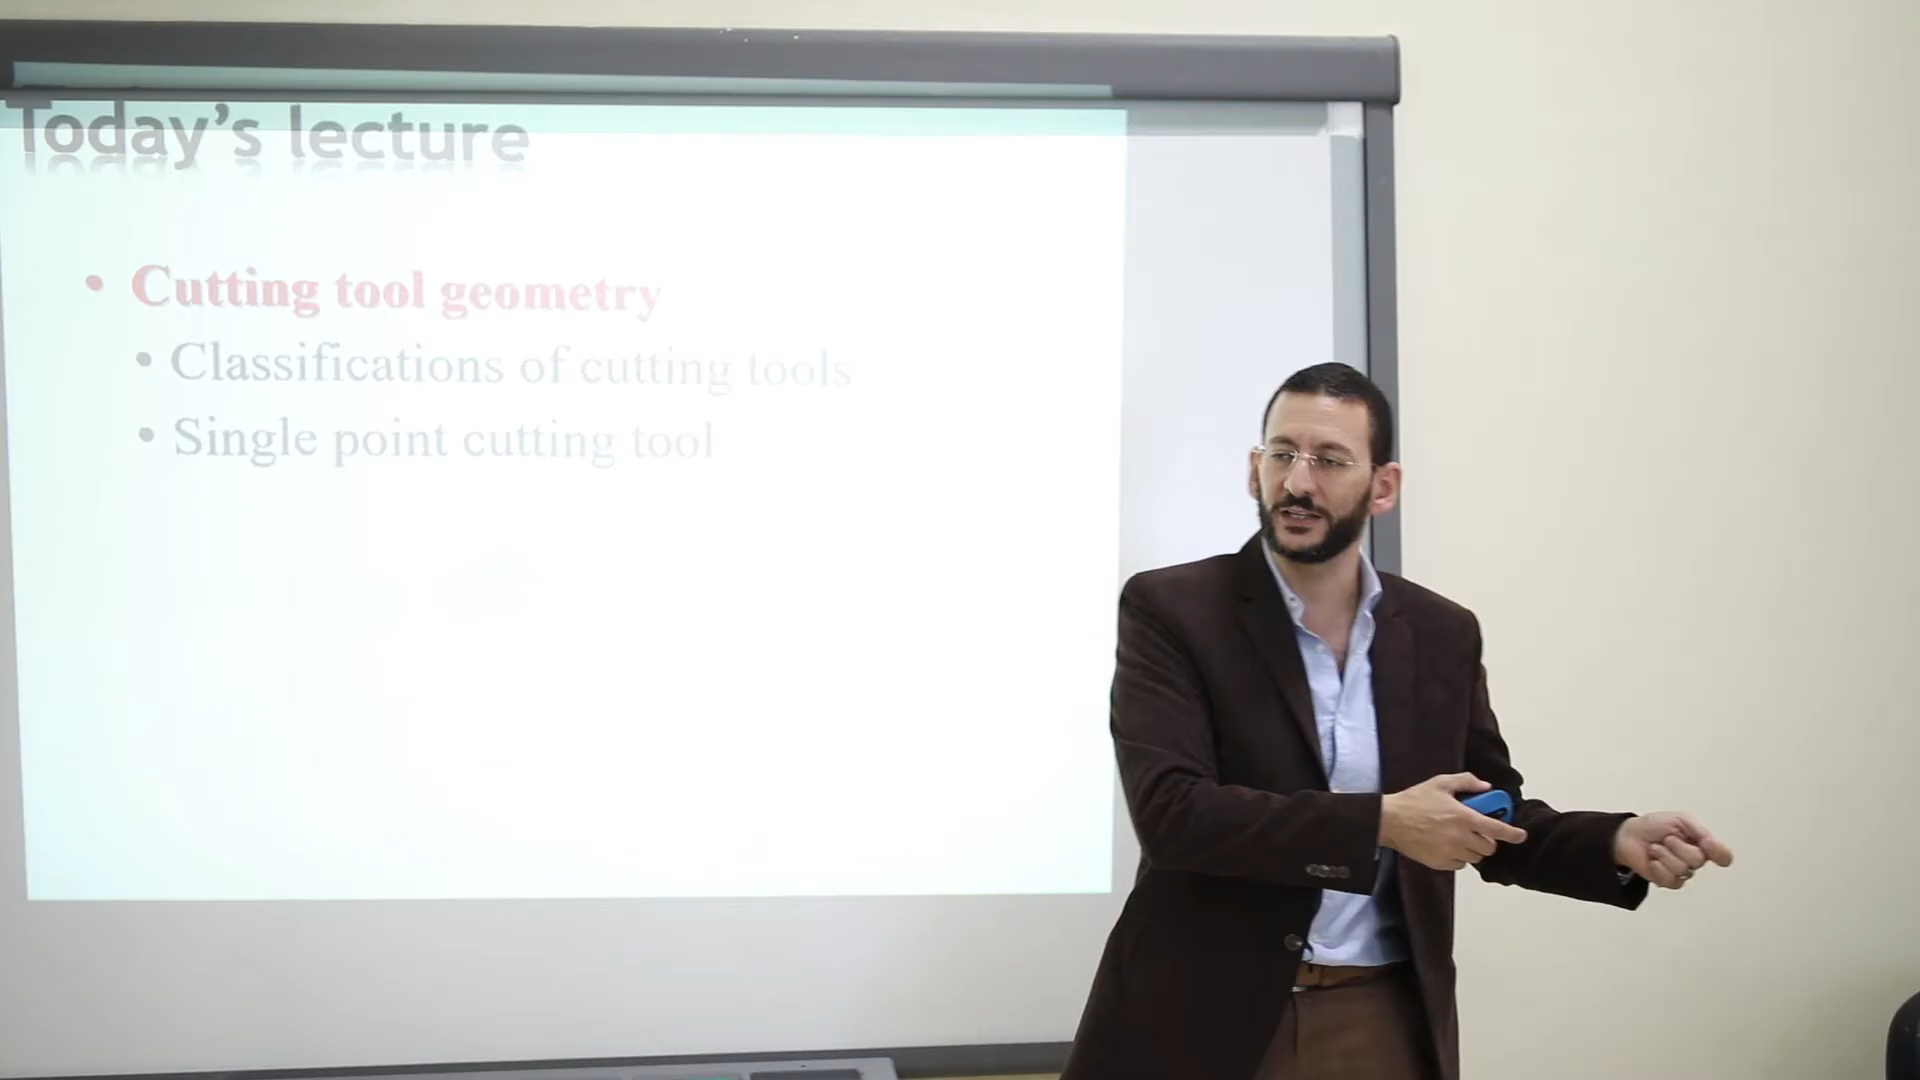 Today's lecture
• Cutting tool geometry
• Classifications of cutting tools
• Single point cutting tool